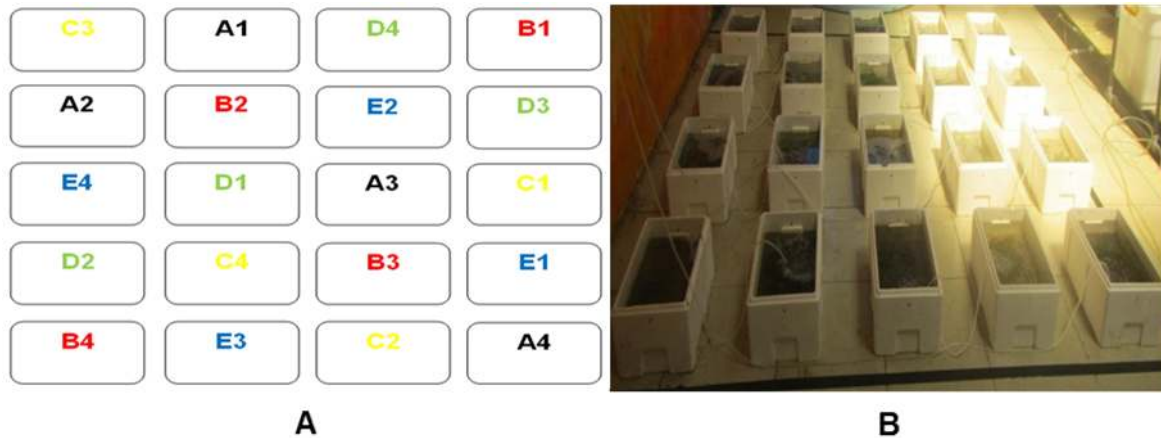 C3 A1 D4 B1
A2 B2 E2 D3
E4 D1 A3 C1
D2 C4 B3 E1
B4 E3 C2 A4
A B